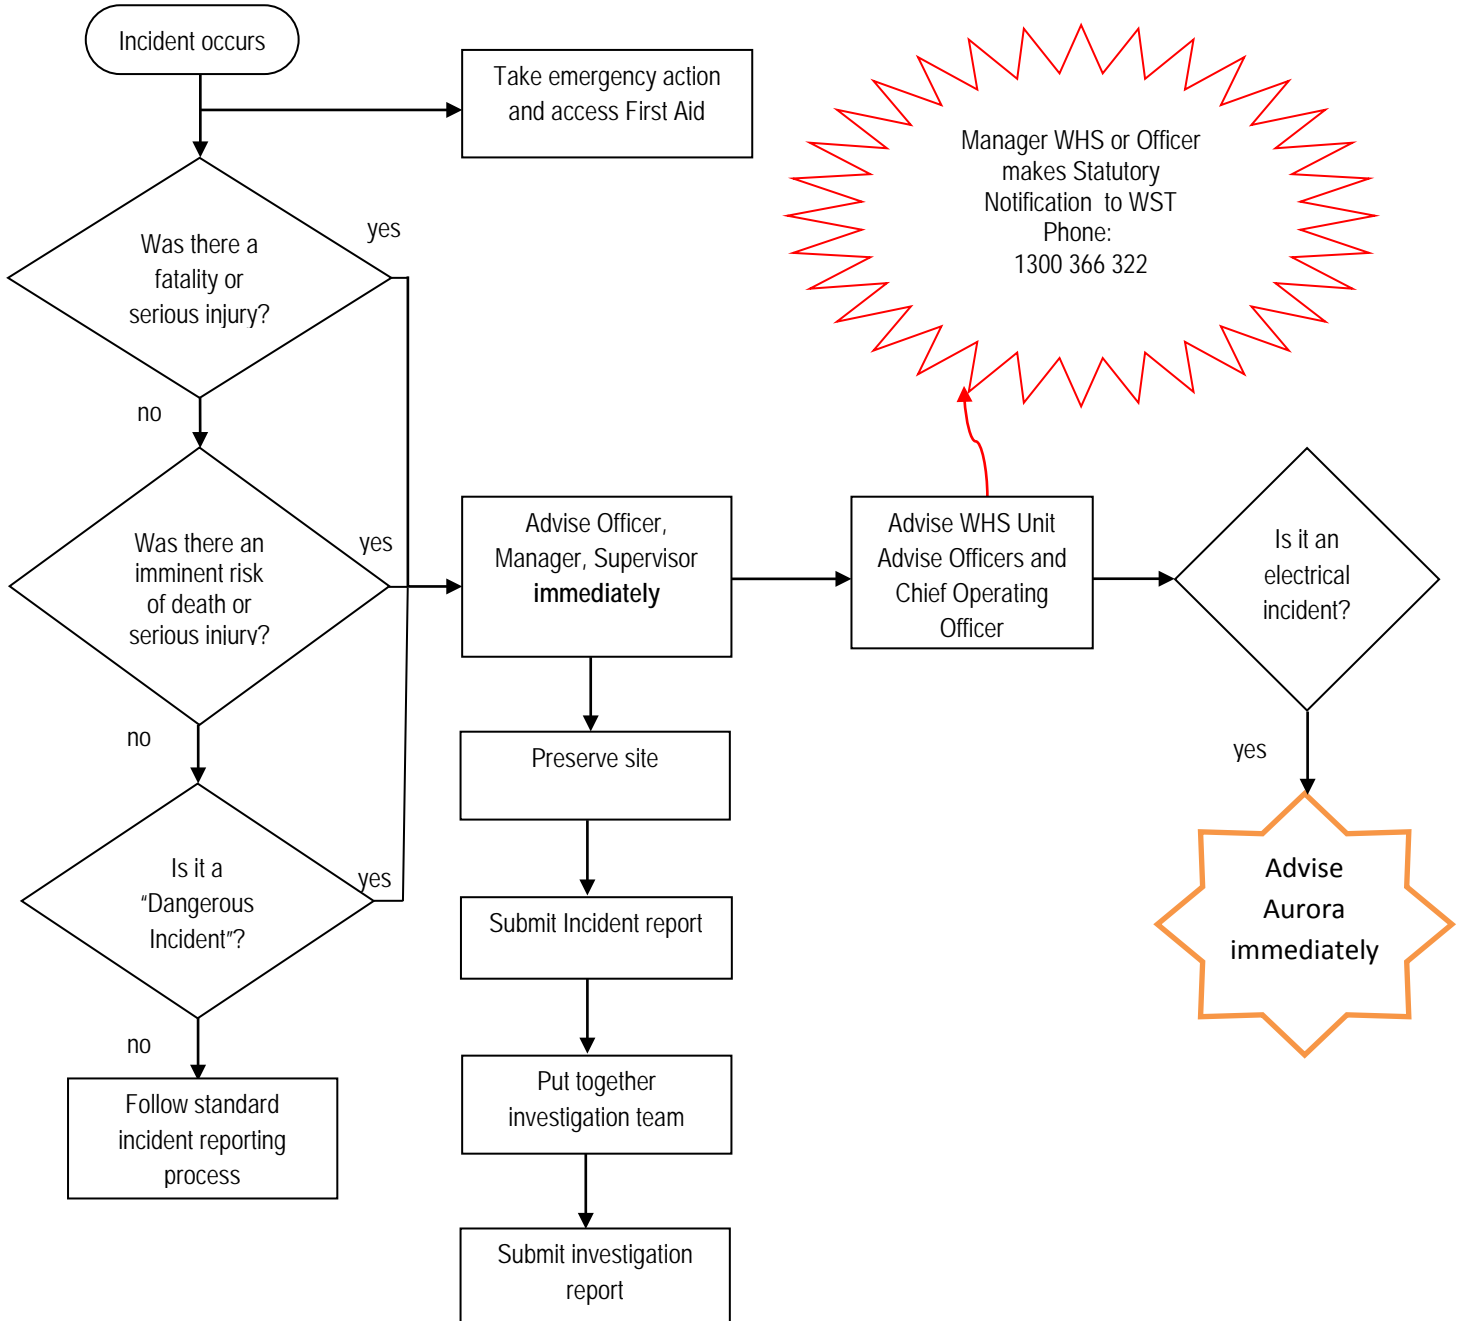 Incident occurs
Take emergency action
and access First Aid
Manager WHS or Officer
makes Statutory
Notification to WST
Phone:
1300 366 322
Was there a
fatality or
serious injury?
yes
no
Was there an
imminent risk
of death or
serious injury?
yes
Advise Officer,
Manager, Supervisor
immediately
Advise WHS Unit
Advise Officers and
Chief Operating
Officer
Is it an
electrical
incident?
no
yes
Preserve site
Is it a
"Dangerous
Incident"?
yes
Submit Incident report
Advise
Aurora
immediately
no
Follow standard
incident reporting
process
Put together
investigation team
Submit investigation
report